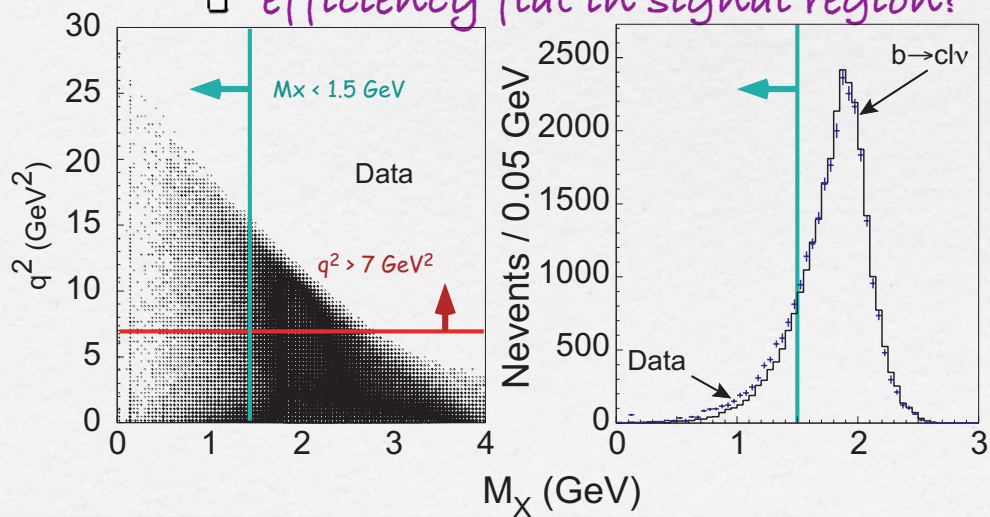 efficiency flat in signal region!
30
25
20
15
10
5
0
q² (GeV²)
Mx < 1.5 GeV
Data
q² > 7 GeV²
0 1 2 3 4
2500
2000
1500
1000
500
0
Nevents / 0.05 GeV
b→clν
Data
0 1 2 3
M_X (GeV)